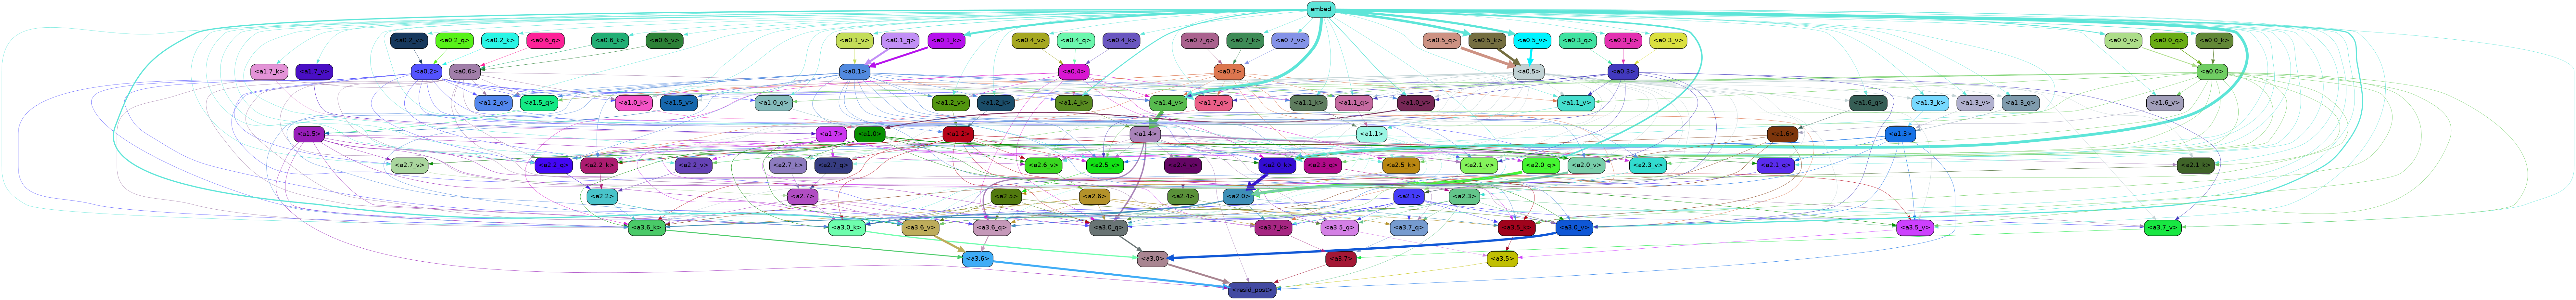 embed
<a0.2_v> <a0.2_q> <a0.2_k> <a0.6_q> <a0.6_k> <a0.6_v> <a0.1_v> <a0.1_q> <a0.1_k> <a0.4_v> <a0.4_q> <a0.4_k> <a0.7_q> <a0.7_k> <a0.7_v> <a0.5_q> <a0.5_k> <a0.5_v> <a0.3_q> <a0.3_k> <a0.3_v> <a0.0_v> <a0.0_q> <a0.0_k>
<a1.7_k> <a1.7_v> <a0.2> <a0.6> <a0.1> <a0.4> <a0.7> <a0.5> <a0.3> <a0.0>
<a1.2_q> <a1.5_q> <a1.0_k> <a1.5_v> <a1.0_q> <a1.2_v> <a1.2_k> <a1.4_k> <a1.4_v> <a1.7_q> <a1.1_k> <a1.1_q> <a1.0_v> <a1.1_v> <a1.6_q> <a1.3_k> <a1.3_v> <a1.3_q> <a1.6_v>
<a1.5> <a1.7> <a1.0> <a1.2> <a1.4> <a1.1> <a1.6> <a1.3>
<a2.7_v> <a2.2_q> <a2.2_k> <a2.2_v> <a2.7_k> <a2.7_q> <a2.6_v> <a2.5_v> <a2.4_v> <a2.0_k> <a2.3_q> <a2.5_k> <a2.1_v> <a2.0_q> <a2.0_v> <a2.3_v> <a2.1_q> <a2.1_k>
<a2.2> <a2.7> <a2.5> <a2.6> <a2.4> <a2.0> <a2.1> <a2.3>
<a3.6_k> <a3.0_k> <a3.6_v> <a3.6_q> <a3.0_q> <a3.7_k> <a3.5_q> <a3.7_q> <a3.5_k> <a3.0_v> <a3.5_v> <a3.7_v>
<a3.6> <a3.0> <a3.7> <a3.5>
<resid_post>